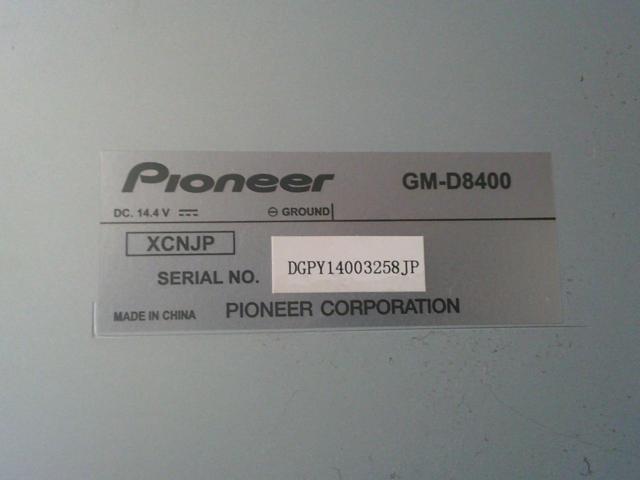 Pioneer GM-D8400
DC. 14.4 V ⎓ ⊖ GROUND
XCNJP
SERIAL NO. DGPY14003258JP
MADE IN CHINA PIONEER CORPORATION